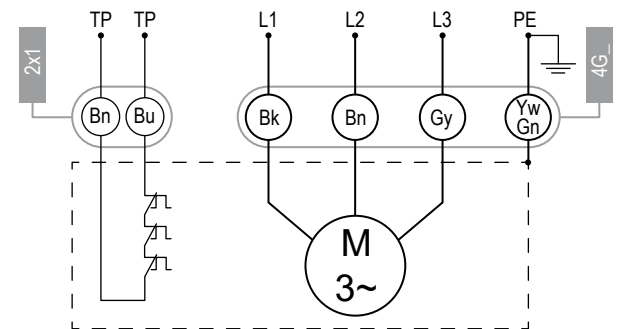 TP TP L1 L2 L3 PE
2x1
4G_
Bn Bu Bk Bn Gy Yw
Gn
M
3~